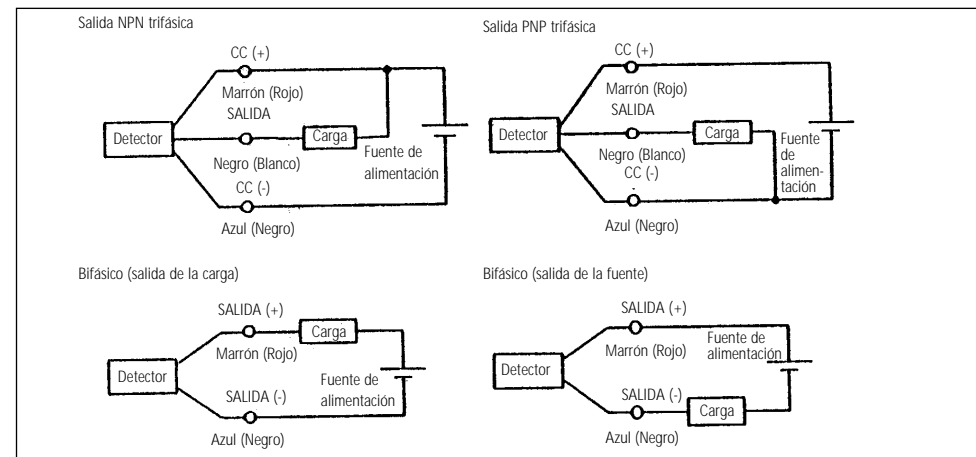 Salida NPN trifásica
CC (+)
Marrón (Rojo)
SALIDA
Detector
Carga
Negro (Blanco)
CC (-)
Fuente de
alimentación
Azul (Negro)
Salida PNP trifásica
CC (+)
Marrón (Rojo)
SALIDA
Detector
Carga
Negro (Blanco)
CC (-)
Fuente
de
alimen-
tación
Azul (Negro)
Bifásico (salida de la carga)
SALIDA (+)
Carga
Marrón (Rojo)
Detector
Fuente de
alimentación
SALIDA (-)
Azul (Negro)
Bifásico (salida de la fuente)
SALIDA (+)
Marrón (Rojo)
Fuente de
alimentación
Detector
SALIDA (-)
Carga
Azul (Negro)